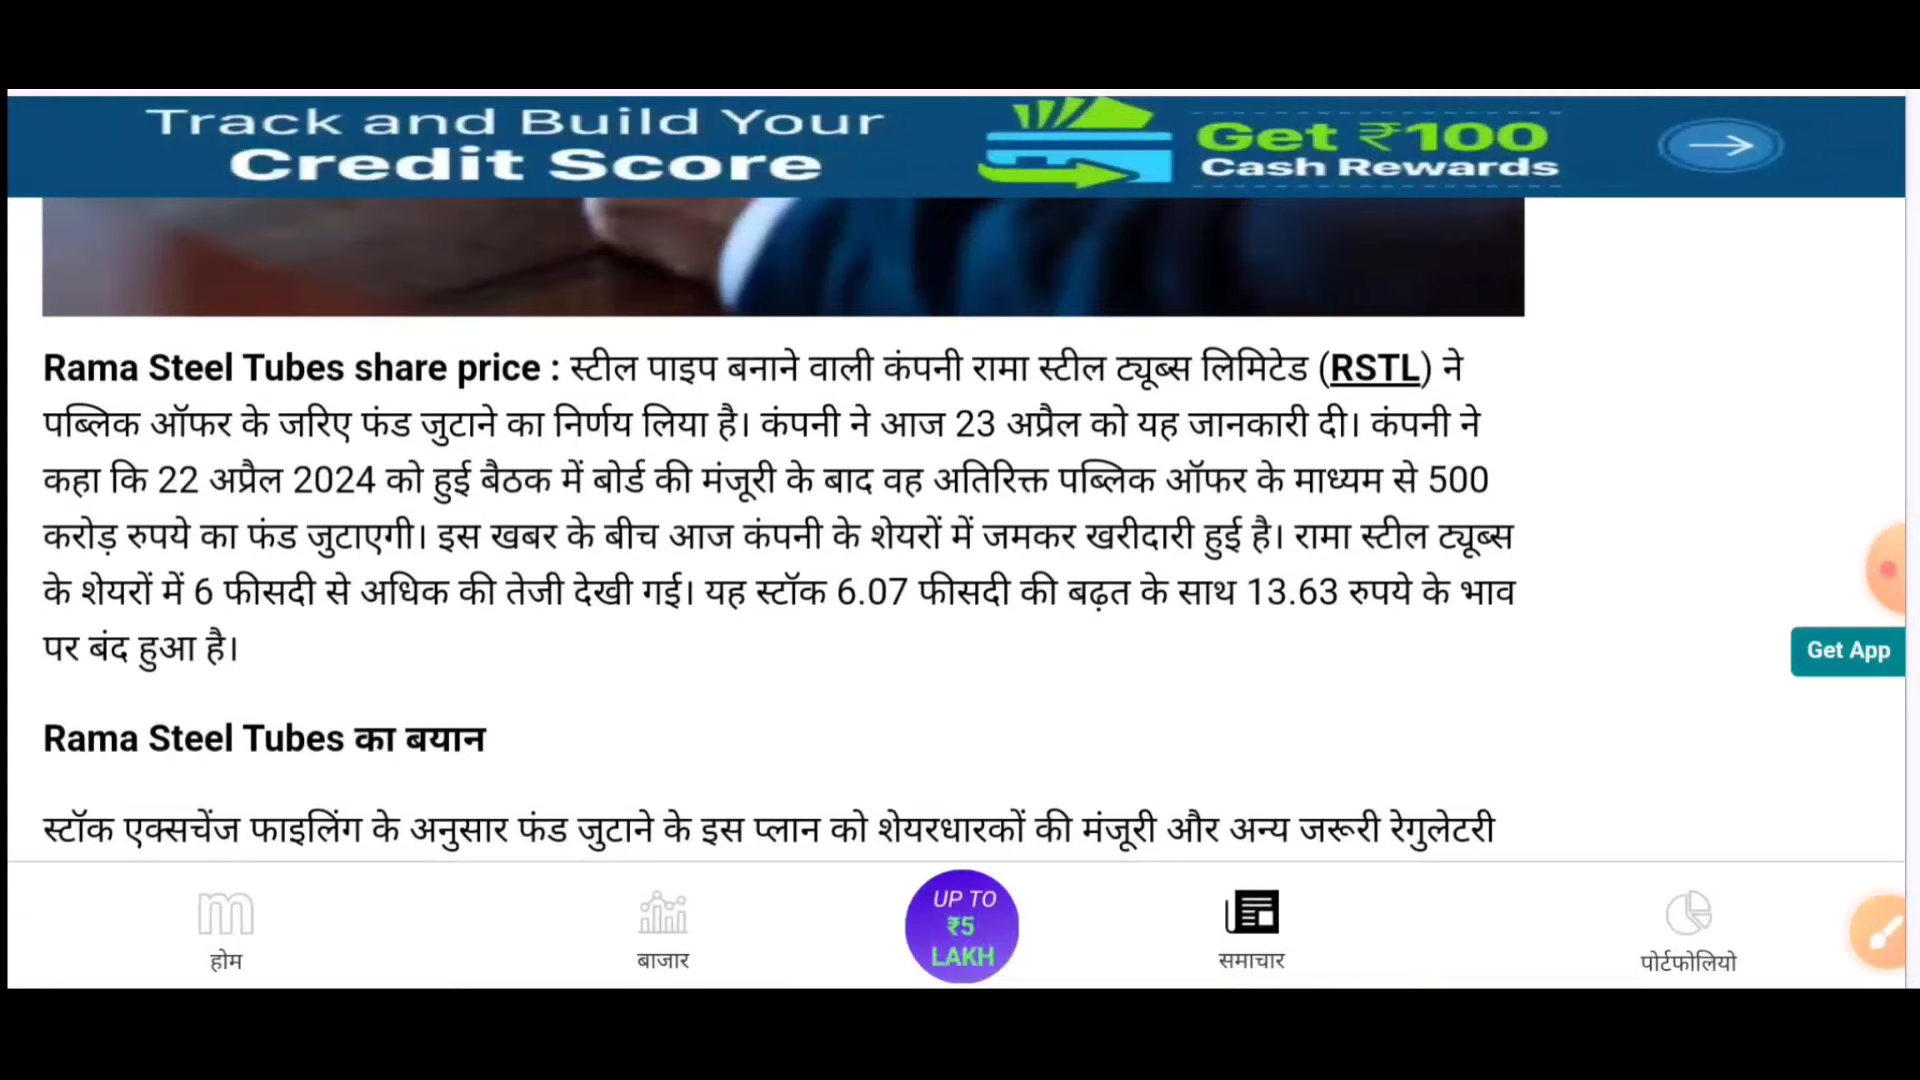 Track and Build Your
Credit Score
Get ₹100
Cash Rewards
Rama Steel Tubes share price : स्टील पाइप बनाने वाली कंपनी रामा स्टील ट्यूब्स लिमिटेड (RSTL) ने
पब्लिक ऑफर के जरिए फंड जुटाने का निर्णय लिया है। कंपनी ने आज 23 अप्रैल को यह जानकारी दी। कंपनी ने
कहा कि 22 अप्रैल 2024 को हुई बैठक में बोर्ड की मंजूरी के बाद वह अतिरिक्त पब्लिक ऑफर के माध्यम से 500
करोड़ रुपये का फंड जुटाएगी। इस खबर के बीच आज कंपनी के शेयरों में जमकर खरीदारी हुई है। रामा स्टील ट्यूब्स
के शेयरों में 6 फीसदी से अधिक की तेजी देखी गई। यह स्टॉक 6.07 फीसदी की बढ़त के साथ 13.63 रुपये के भाव
पर बंद हुआ है।
Get App
Rama Steel Tubes का बयान
स्टॉक एक्सचेंज फाइलिंग के अनुसार फंड जुटाने के इस प्लान को शेयरधारकों की मंजूरी और अन्य जरूरी रेगुलेटरी
m
होम
बाजार
UP TO
₹5
LAKH
समाचार
पोर्टफोलियो